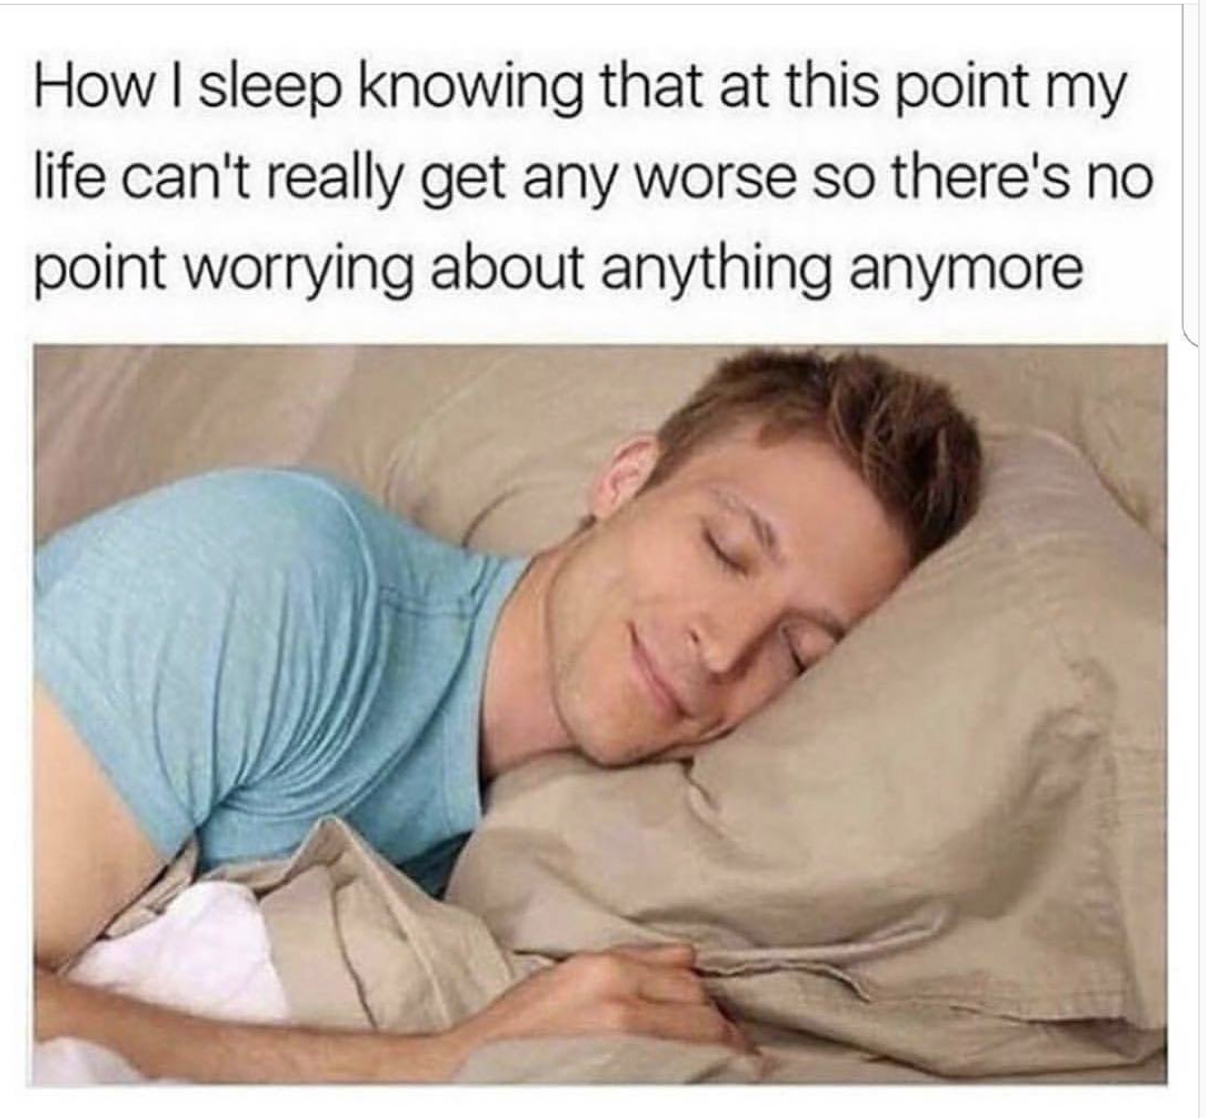 How I sleep knowing that at this point my
life can't really get any worse so there's no
point worrying about anything anymore